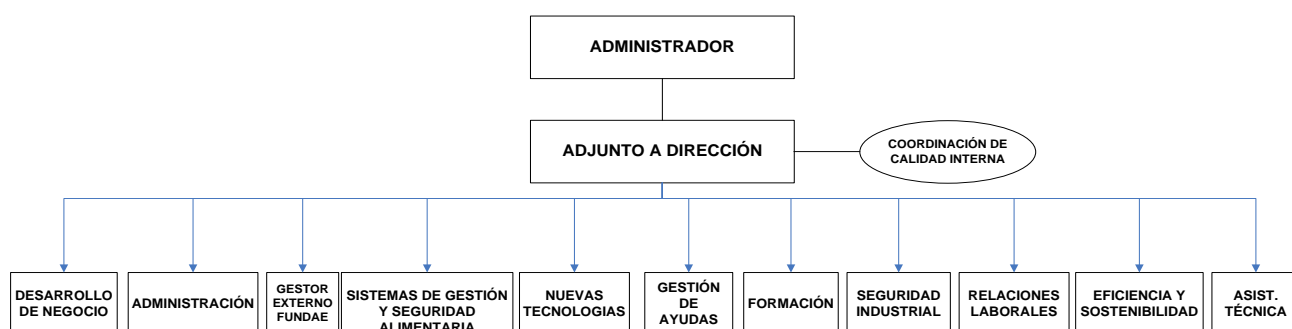 ADMINISTRADOR
ADJUNTO A DIRECCIÓN
COORDINACIÓN DE
CALIDAD INTERNA
DESARROLLO
DE NEGOCIO
ADMINISTRACIÓN
GESTOR
EXTERNO
FUNDAE
SISTEMAS DE GESTIÓN
Y SEGURIDAD
ALIMENTARIA
NUEVAS
TECNOLOGIAS
GESTIÓN
DE
AYUDAS
FORMACIÓN
SEGURIDAD
INDUSTRIAL
RELACIONES
LABORALES
EFICIENCIA Y
SOSTENIBILIDAD
ASIST.
TÉCNICA